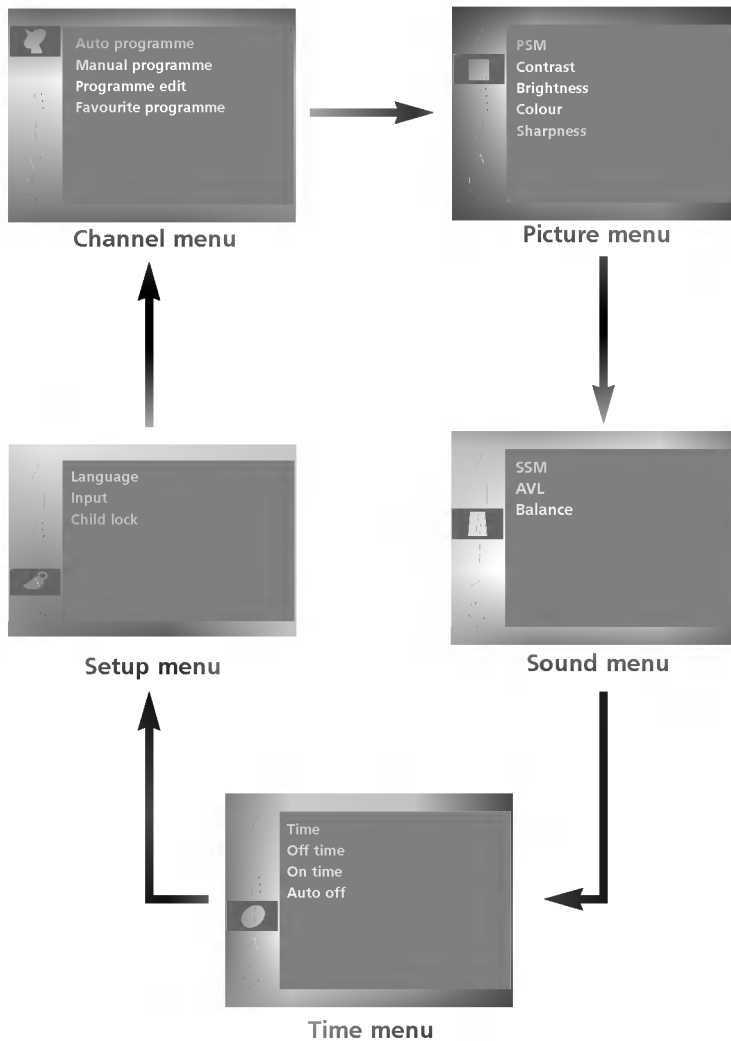 Auto programme
Manual programme
Programme edit
Favourite programme
Channel menu
PSM
Contrast
Brightness
Colour
Sharpness
Picture menu
Language
Input
Child lock
Setup menu
SSM
AVL
Balance
Sound menu
Time
Off time
On time
Auto off
Time menu